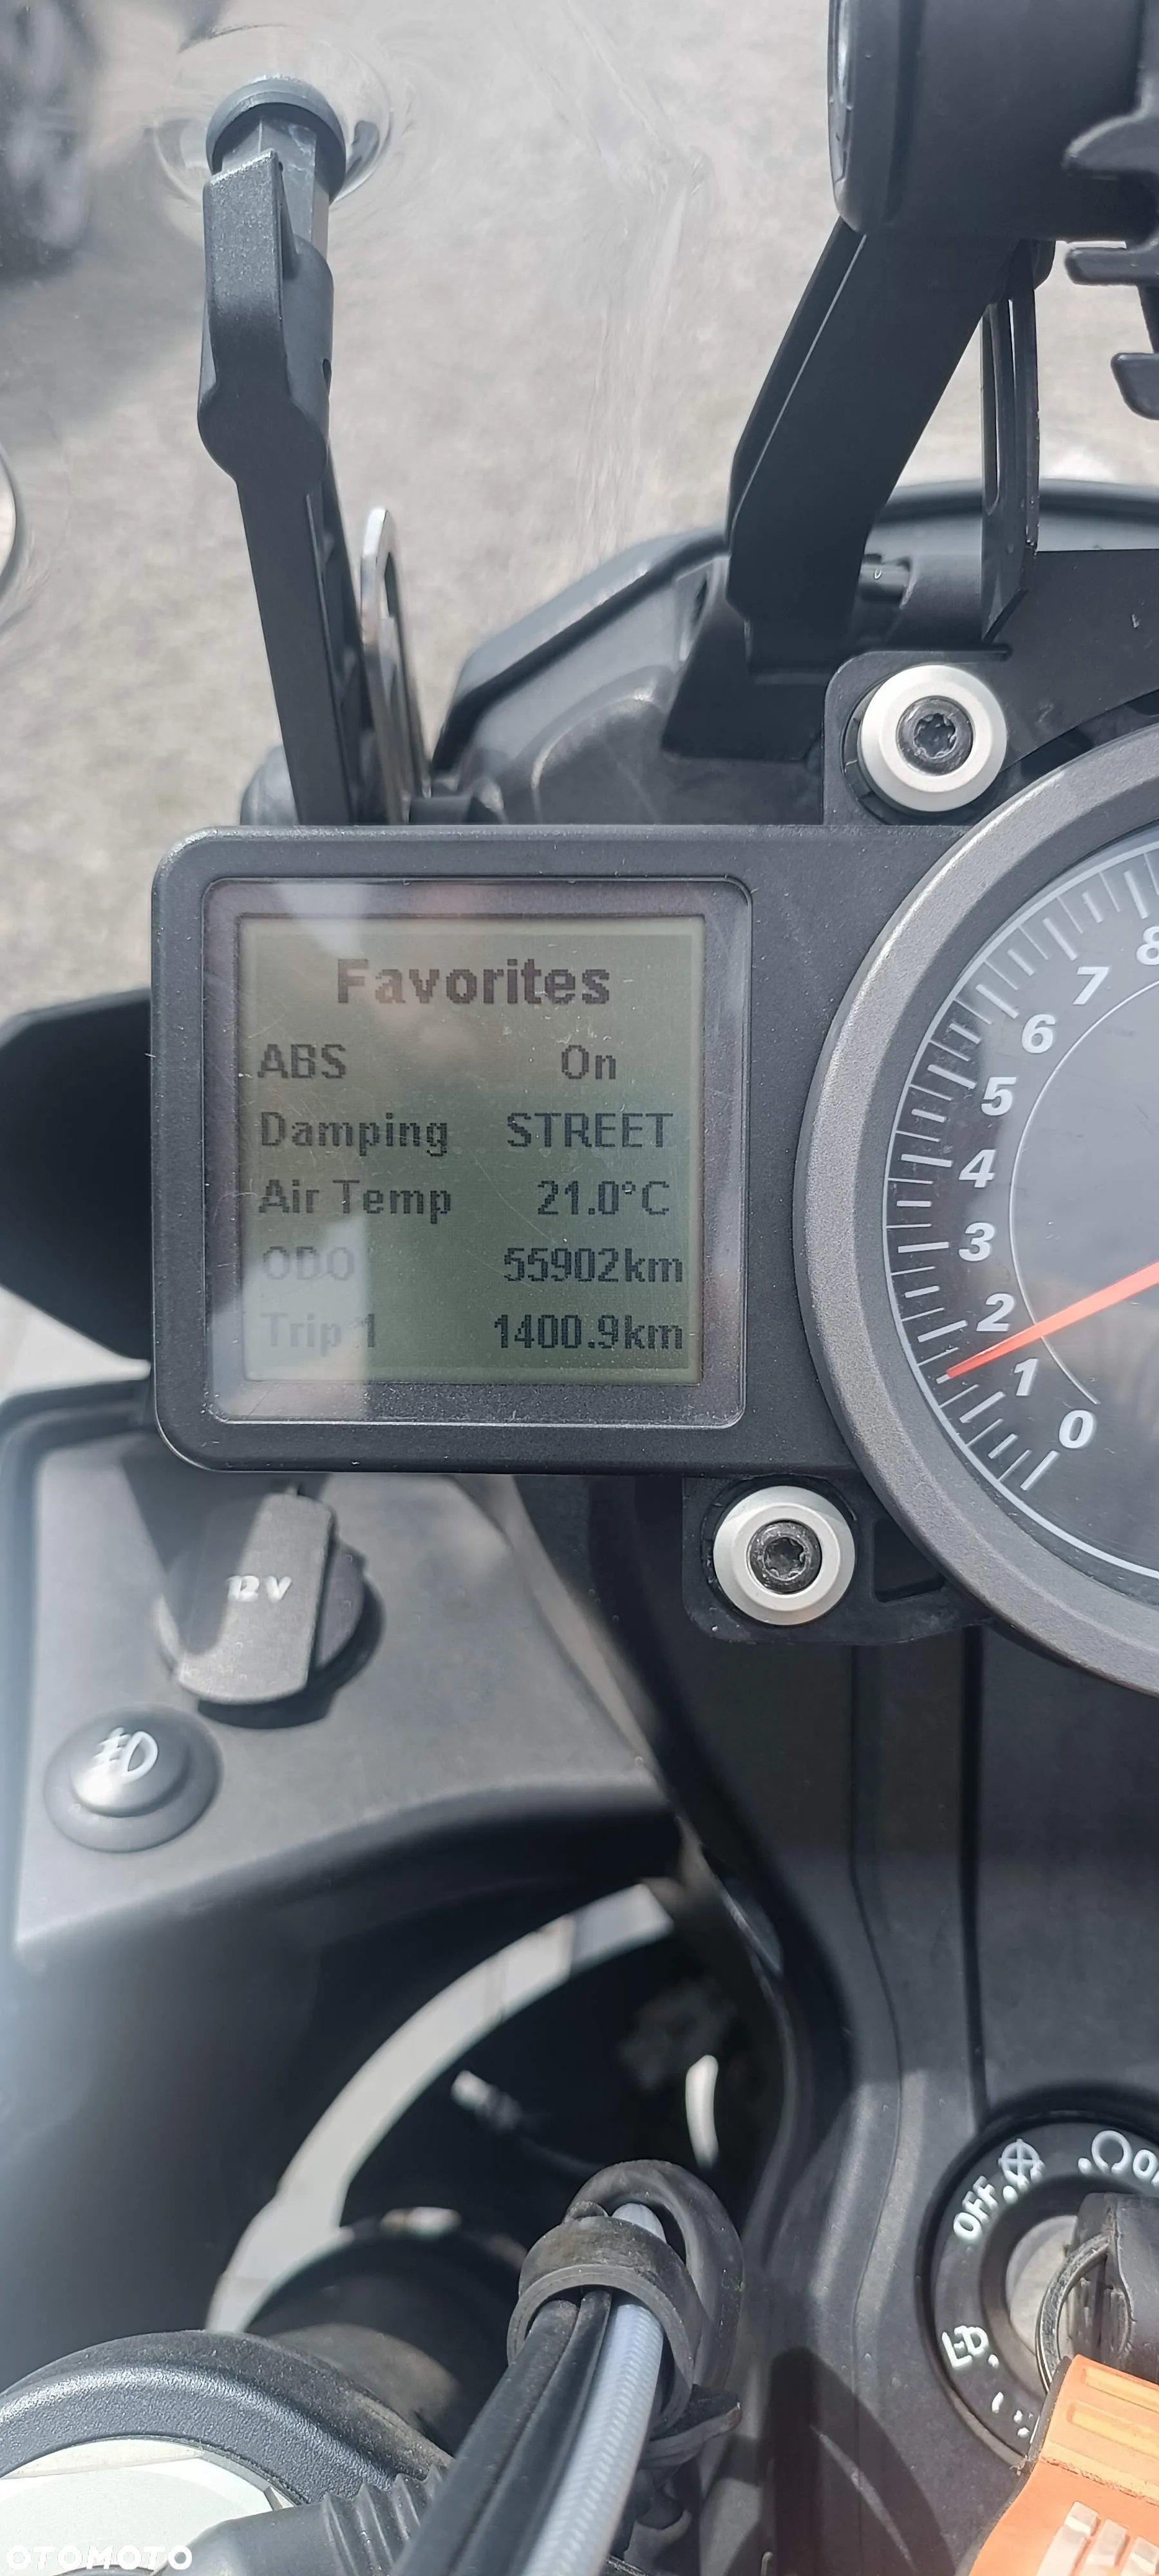 Favorites
ABS On
Damping STREET
Air Temp 21.0°C
ODO 55902km
Trip 1 1400.9km
8
7
6
5
4
3
2
1
0
12V
OFF
OTOMOTO